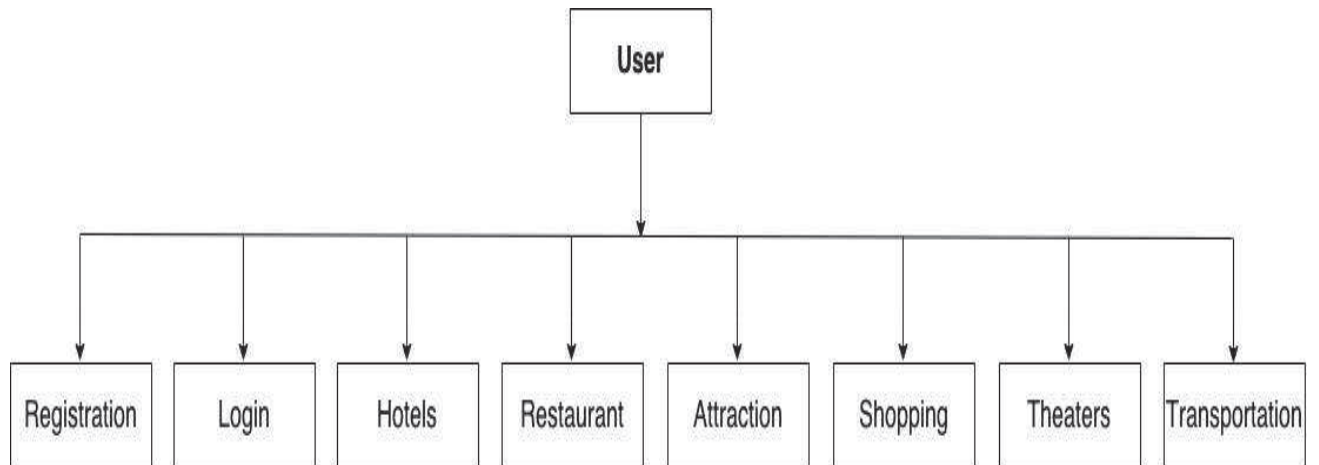 User
Registration
Login
Hotels
Restaurant
Attraction
Shopping
Theaters
Transportation